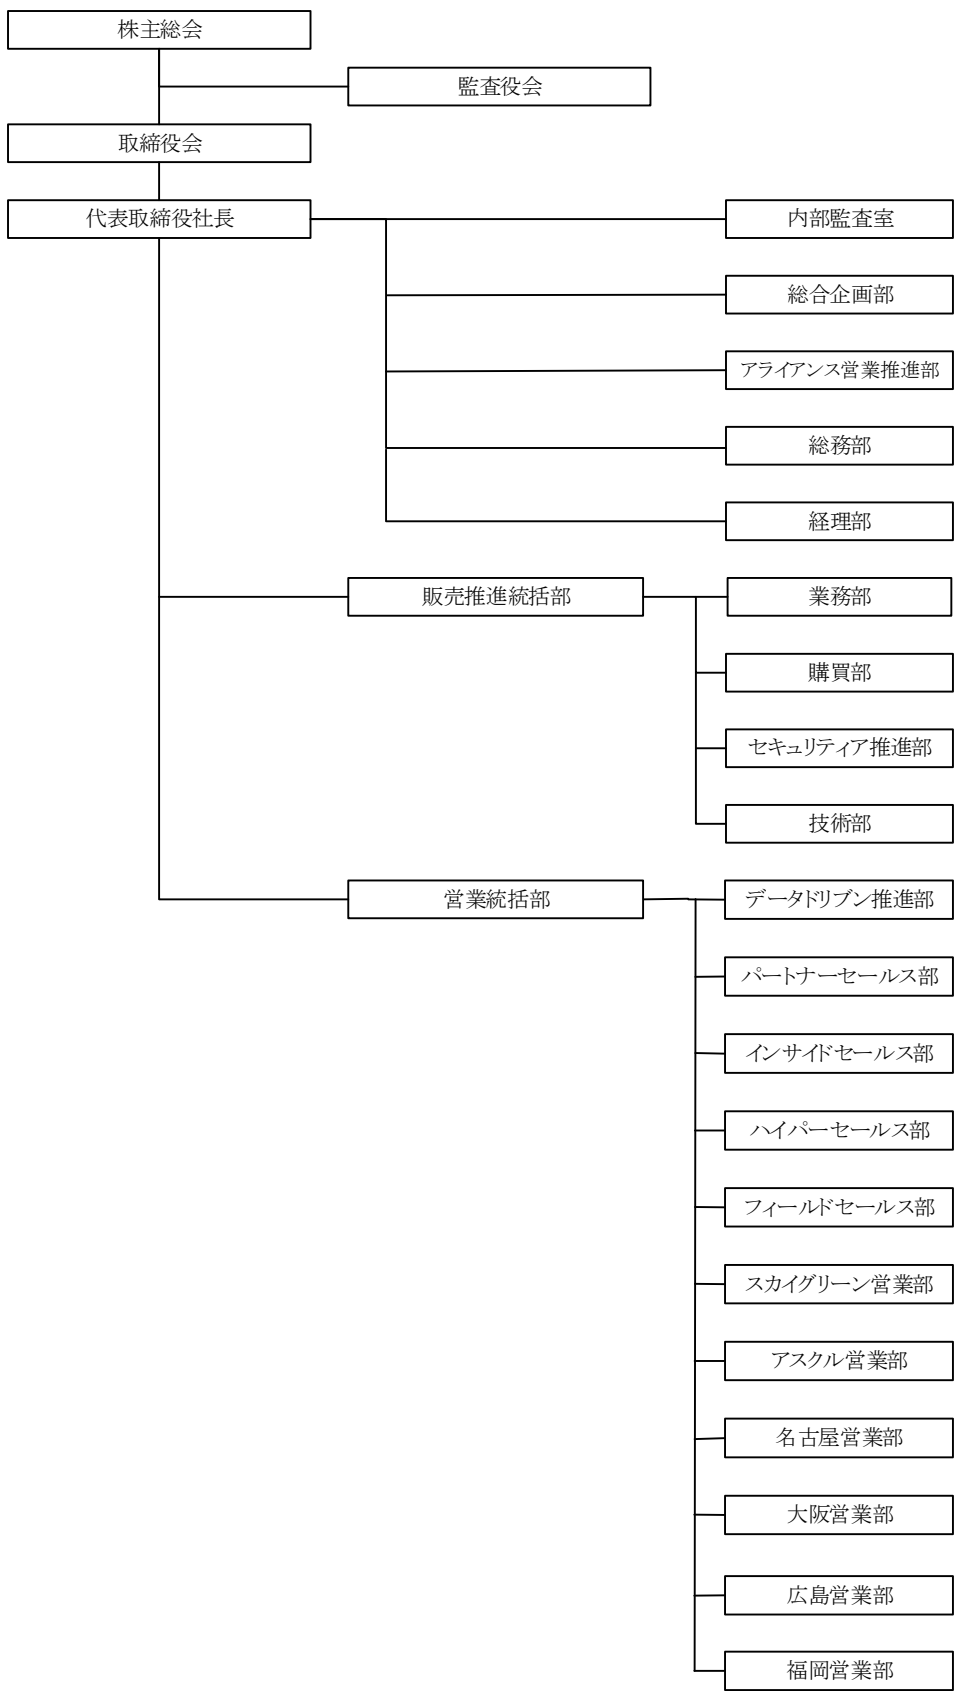 株主総会
監査役会
取締役会
代表取締役社長
内部監査室
総合企画部
アライアンス営業推進部
総務部
経理部
販売推進統括部
業務部
購買部
セキュリティア推進部
技術部
営業統括部
データドリブン推進部
パートナーセールス部
インサイドセールス部
ハイパーセールス部
フィールドセールス部
スカイグリーン営業部
アスクル営業部
名古屋営業部
大阪営業部
広島営業部
福岡営業部